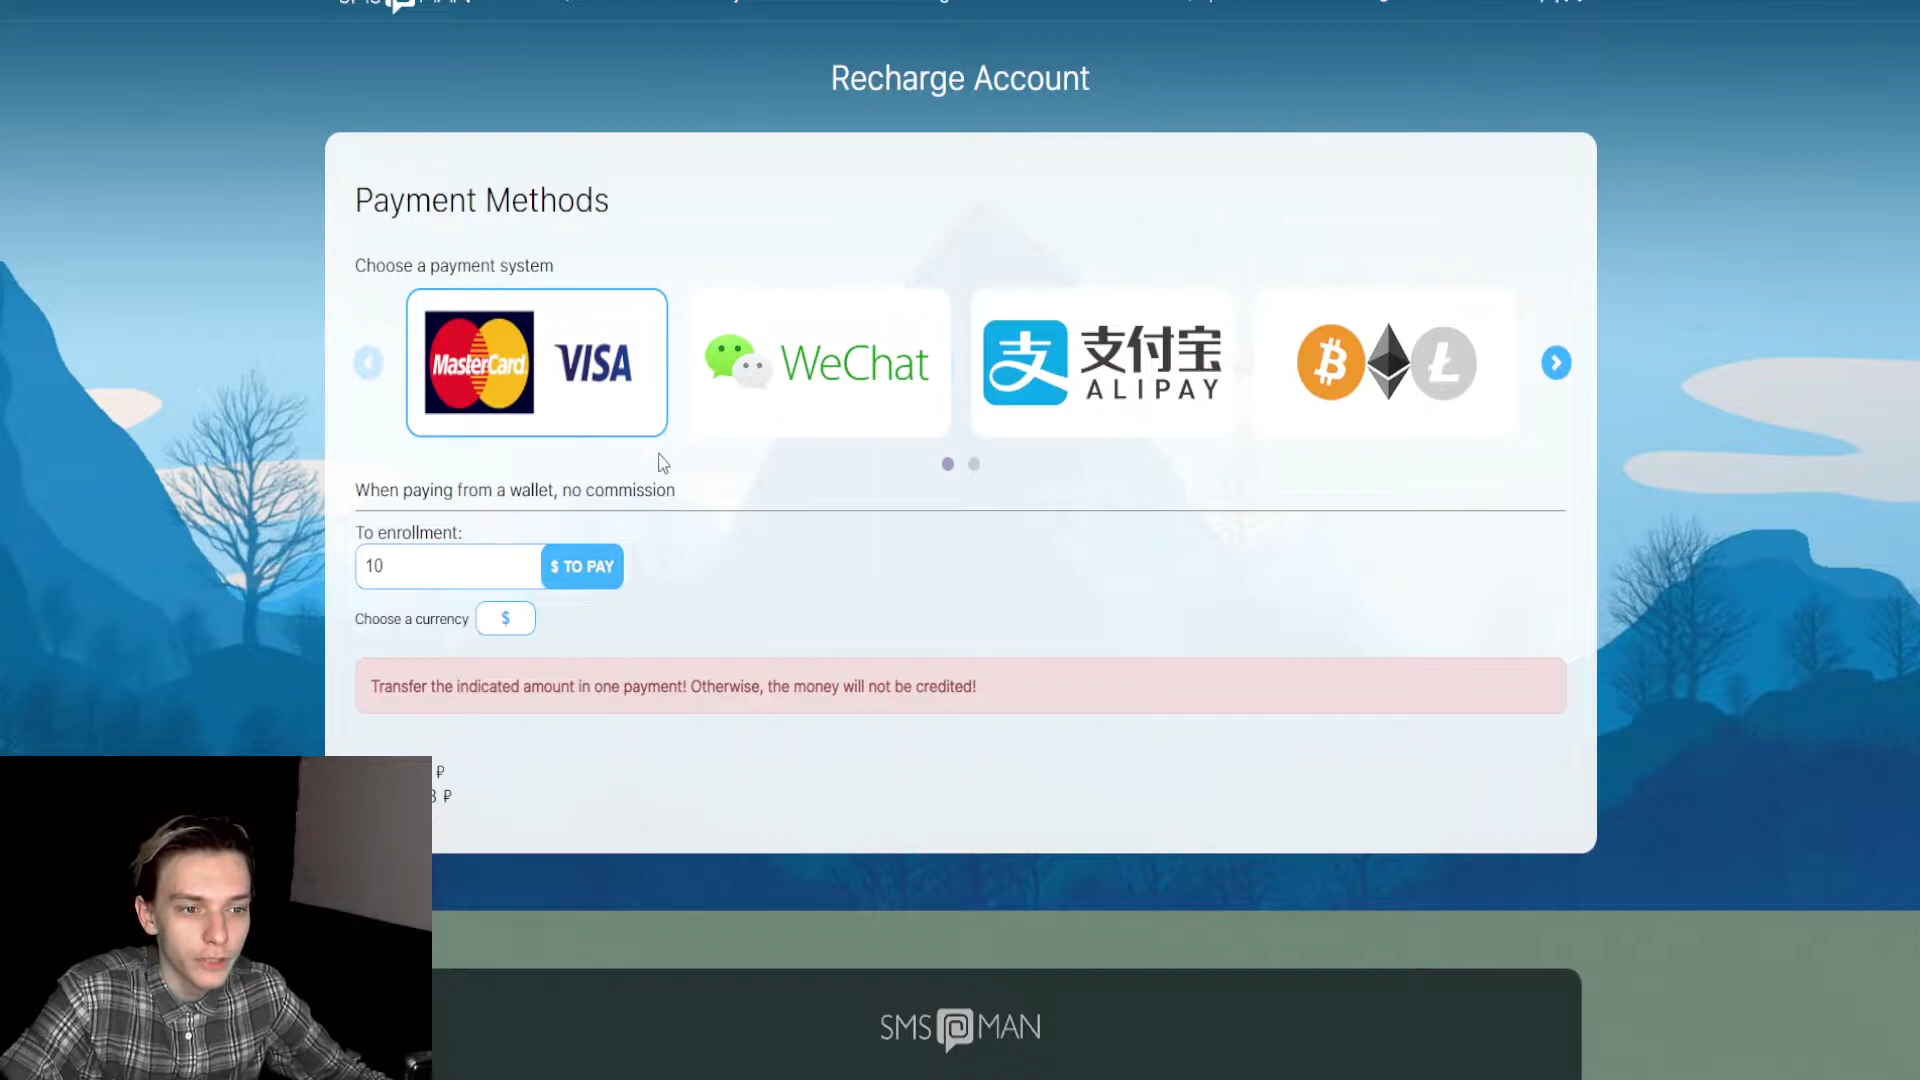 Recharge Account
Payment Methods
Choose a payment system
MasterCard VISA
WeChat
支 支付宝
ALIPAY
When paying from a wallet, no commission
To enrollment:
10 $ TO PAY
Choose a currency $
Transfer the indicated amount in one payment! Otherwise, the money will not be credited!
₽
₽
SMS MAN